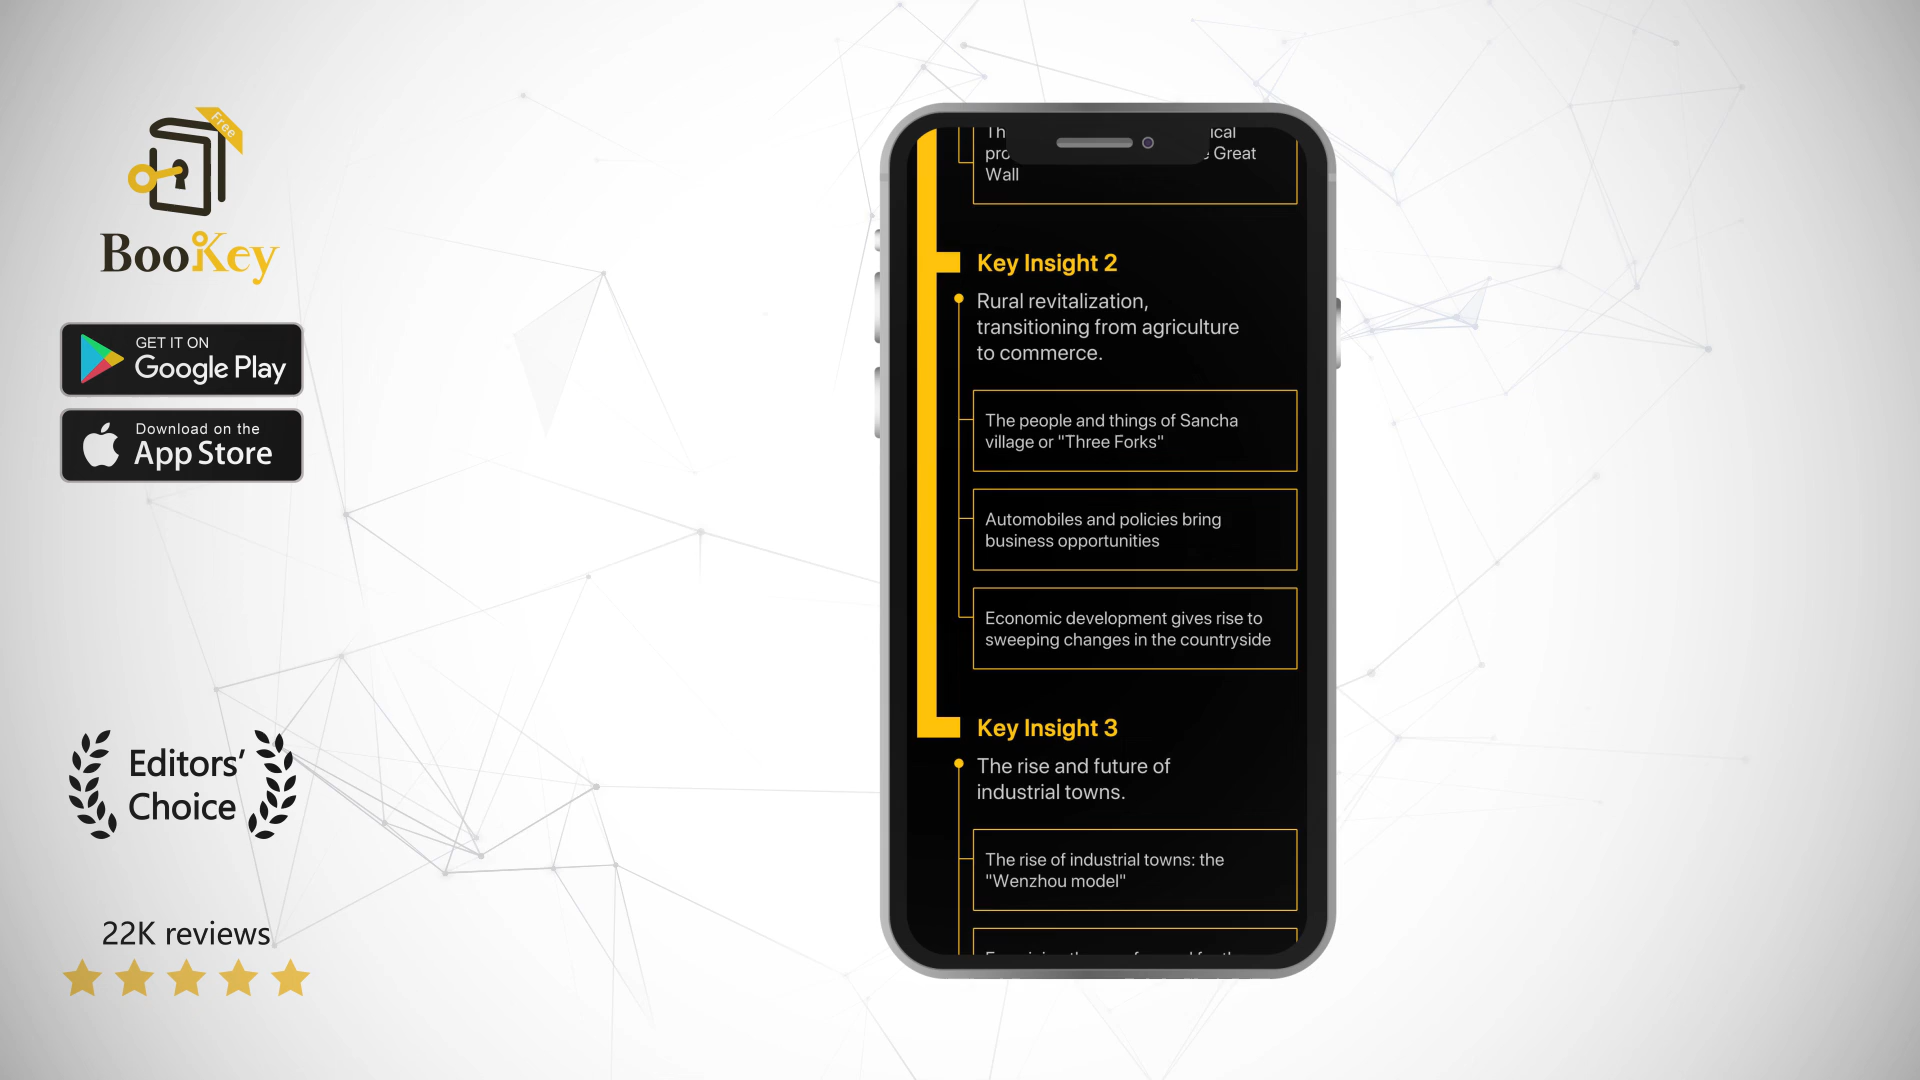 Free
BooKey
GET IT ON
Google Play
Download on the
App Store
Editors'
Choice
22K reviews
Great
Wall
Key Insight 2
Rural revitalization,
transitioning from agriculture
to commerce.
The people and things of Sancha
village or "Three Forks"
Automobiles and policies bring
business opportunities
Economic development gives rise to
sweeping changes in the countryside
Key Insight 3
The rise and future of
industrial towns.
The rise of industrial towns: the
"Wenzhou model"